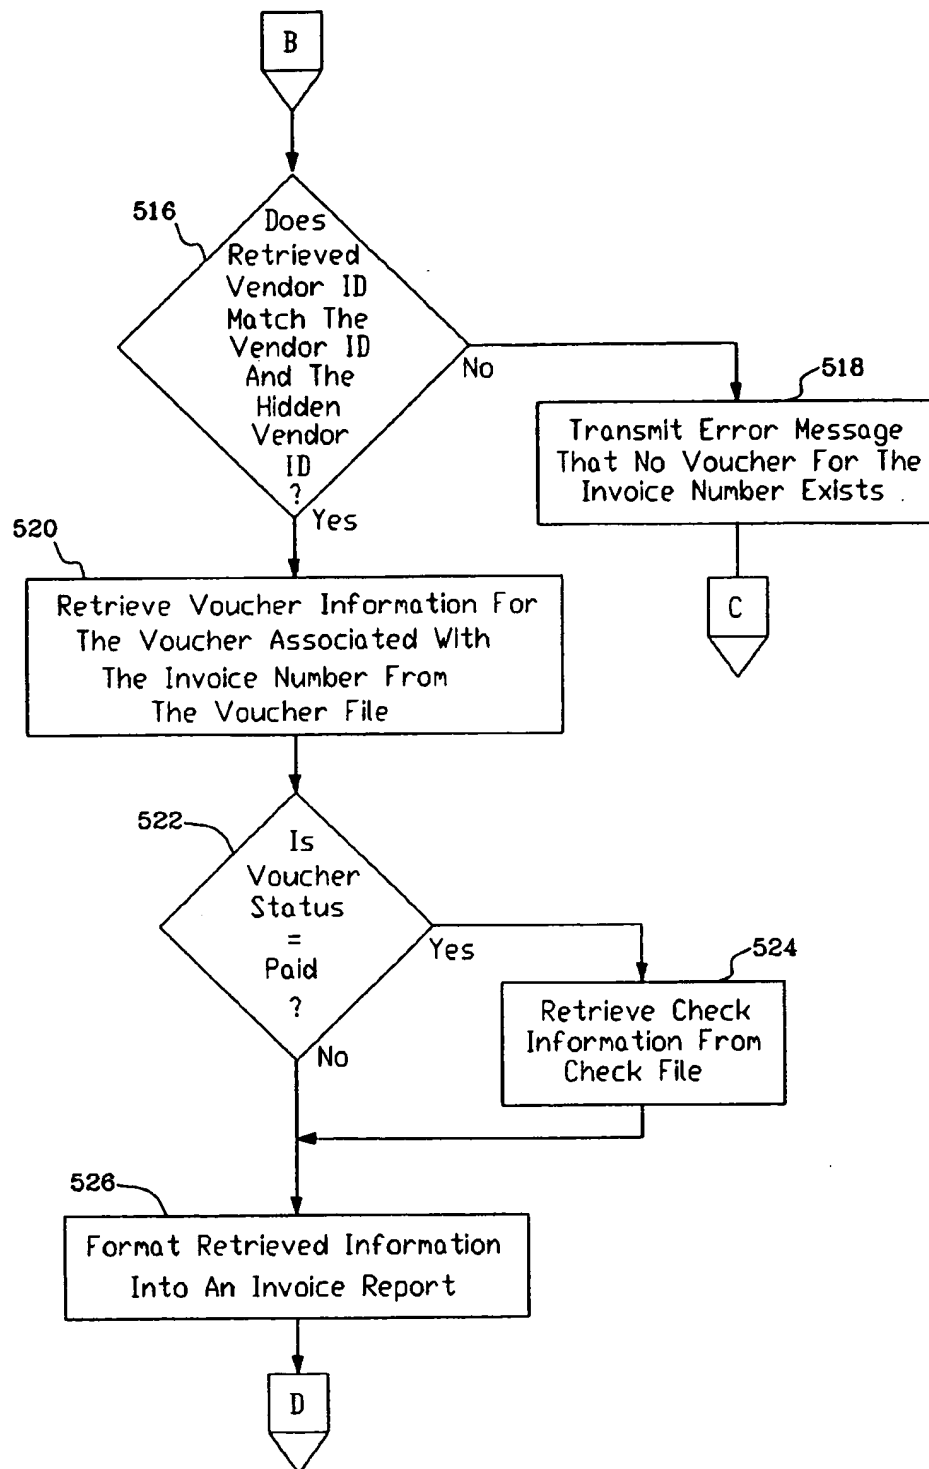 B
516
Does
Retrieved
Vendor ID
Match The
Vendor ID
And The
Hidden
Vendor
ID
?
No
Yes
518
Transmit Error Message
That No Voucher For The
Invoice Number Exists
C
520
Retrieve Voucher Information For
The Voucher Associated With
The Invoice Number From
The Voucher File
522
Is
Voucher
Status
=
Paid
?
Yes
No
524
Retrieve Check
Information From
Check File
526
Format Retrieved Information
Into An Invoice Report
D